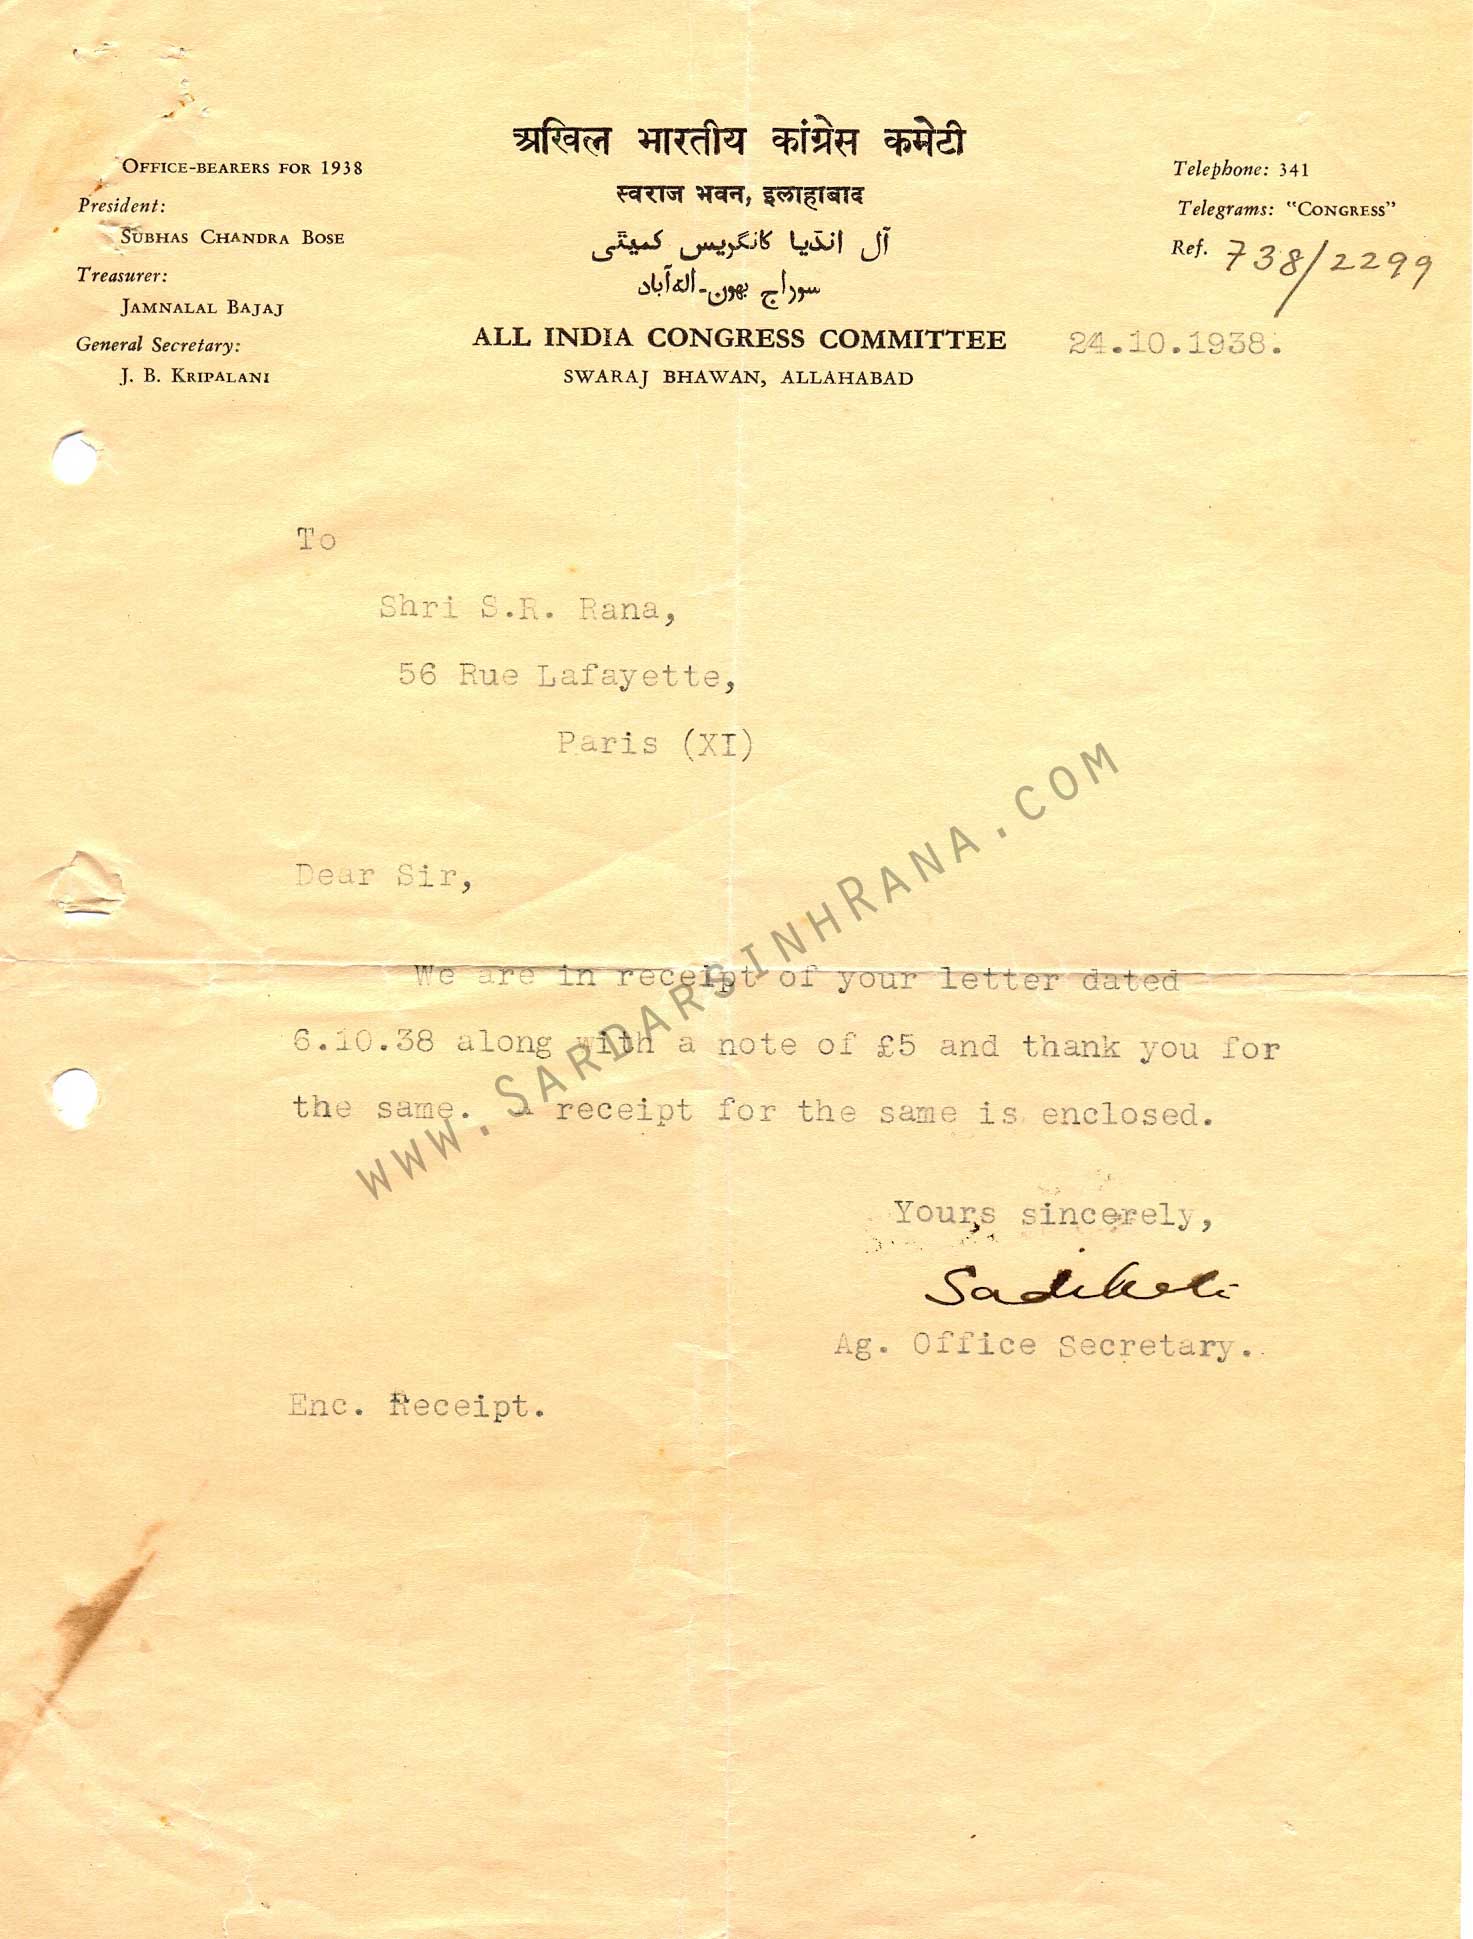 अखिल भारतीय कांग्रेस कमेटी
स्वराज भवन, इलाहाबाद
آل انڈیا کانگریس کمیٹی
سوراج بھون-الہ آباد
ALL INDIA CONGRESS COMMITTEE
SWARAJ BHAWAN, ALLAHABAD
OFFICE-BEARERS FOR 1938
President:
SUBHAS CHANDRA BOSE
Treasurer:
JAMNALAL BAJAJ
General Secretary:
J. B. KRIPALANI
Telephone: 341
Telegrams: "CONGRESS"
Ref. 738/2299
24.10.1938.
To
Shri S.R. Rana,
56 Rue Lafayette,
Paris (XI)
Dear Sir,
We are in receipt of your letter dated
6.10.38 along with a note of £5 and thank you for
the same. A receipt for the same is enclosed.
Yours sincerely,
Sadikali
Ag. Office Secretary.
Enc. Receipt.
www.SARDARSINHRANA.COM